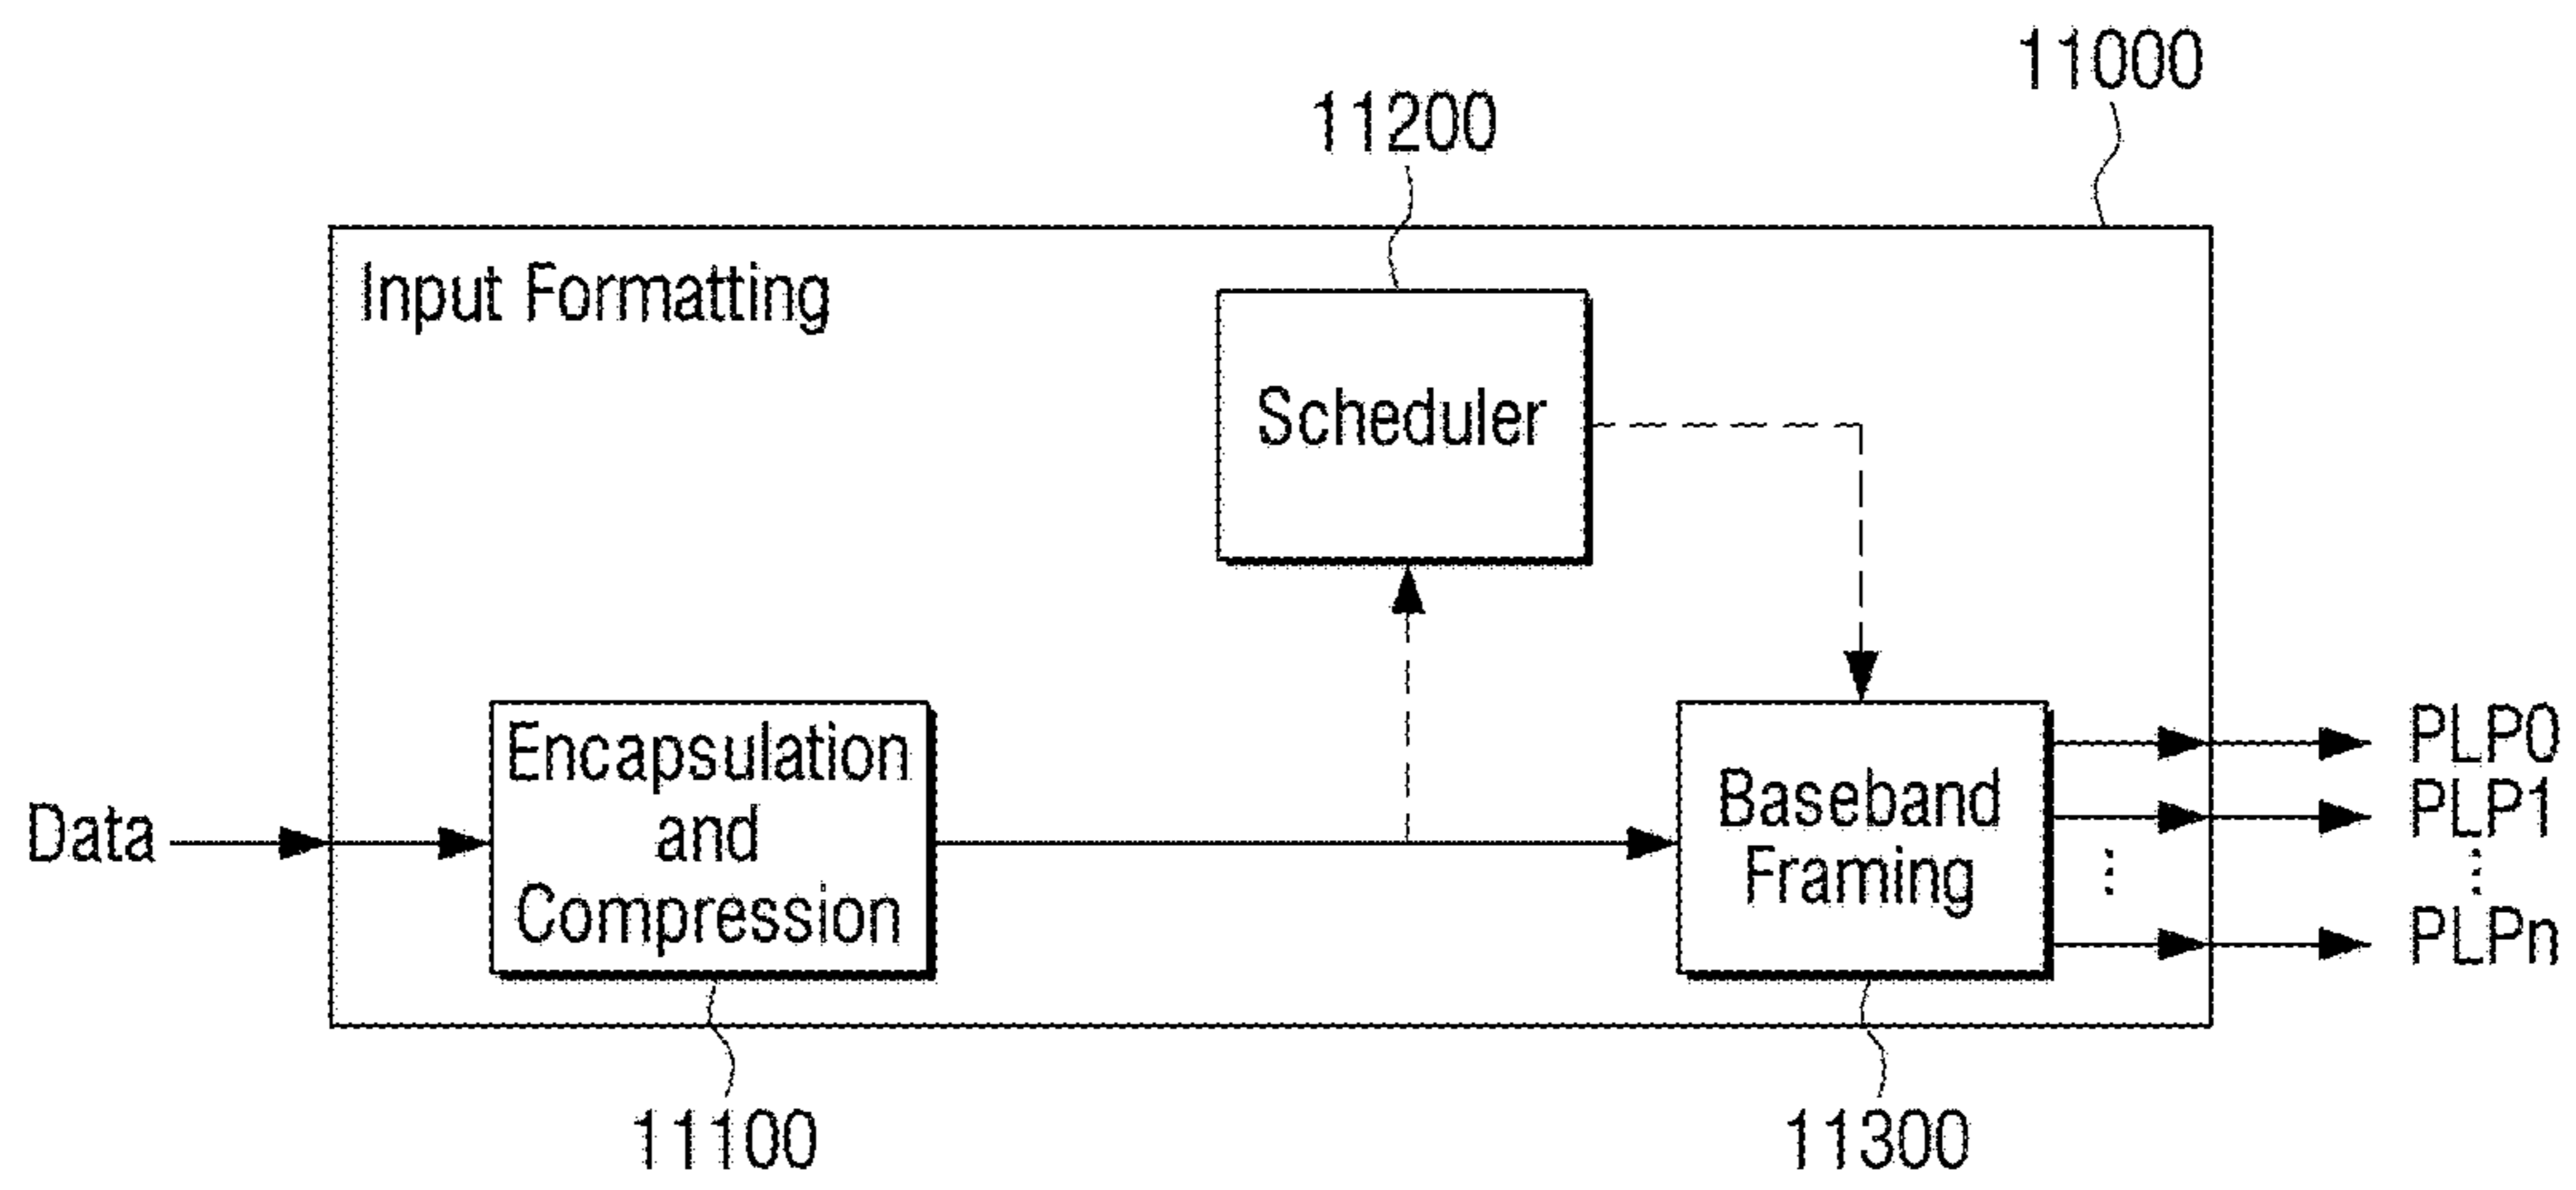 11000
11200
Input Formatting
Scheduler
Encapsulation
and
Compression
Data
Baseband
Framing
PLP0
PLP1
⋮
⋮
PLPn
11100
11300